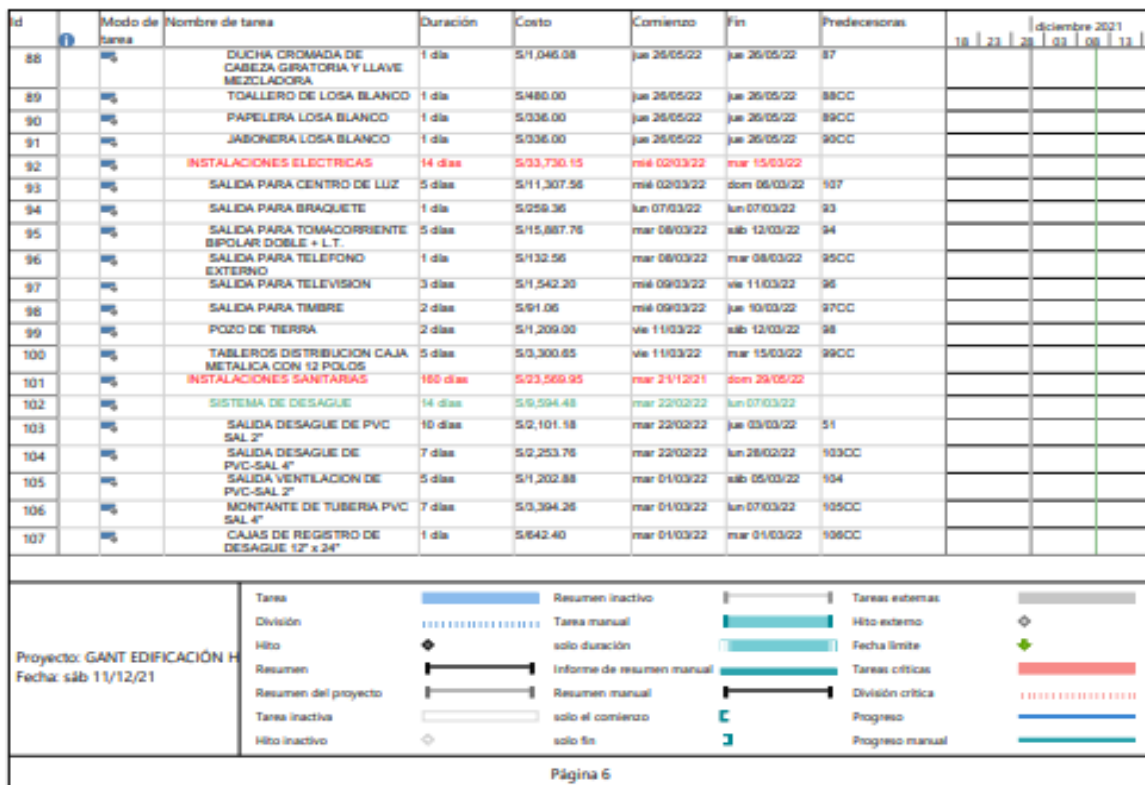 Id Modo de tarea Nombre de tarea Duración Costo Comienzo Fin Predecesoras diciembre 2021
18 23 28 03 08 13
88 DUCHA CROMADA DE CABEZA GIRATORIA Y LLAVE MEZCLADORA 1 día S/1,046.08 jue 26/05/22 jue 26/05/22 87
89 TOALLERO DE LOSA BLANCO 1 día S/480.00 jue 26/05/22 jue 26/05/22 88CC
90 PAPELERA LOSA BLANCO 1 día S/336.00 jue 26/05/22 jue 26/05/22 89CC
91 JABONERA LOSA BLANCO 1 día S/336.00 jue 26/05/22 jue 26/05/22 90CC
92 INSTALACIONES ELECTRICAS 14 días S/33,730.15 mié 02/03/22 mar 15/03/22
93 SALIDA PARA CENTRO DE LUZ 5 días S/11,307.56 mié 02/03/22 dom 06/03/22 107
94 SALIDA PARA BRAQUETE 1 día S/259.36 lun 07/03/22 lun 07/03/22 93
95 SALIDA PARA TOMACORRIENTE BIPOLAR DOBLE + L.T. 5 días S/15,887.76 mar 08/03/22 sáb 12/03/22 94
96 SALIDA PARA TELEFONO EXTERNO 1 día S/132.56 mar 08/03/22 mar 08/03/22 95CC
97 SALIDA PARA TELEVISION 3 días S/1,542.20 mié 09/03/22 vie 11/03/22 96
98 SALIDA PARA TIMBRE 2 días S/91.06 mié 09/03/22 jue 10/03/22 97CC
99 POZO DE TIERRA 2 días S/1,209.00 vie 11/03/22 sáb 12/03/22 98
100 TABLEROS DISTRIBUCION CAJA METALICA CON 12 POLOS 5 días S/3,300.65 vie 11/03/22 mar 15/03/22 99CC
101 INSTALACIONES SANITARIAS 160 días S/23,569.95 mar 21/12/21 dom 29/05/22
102 SISTEMA DE DESAGUE 14 días S/9,594.48 mar 22/02/22 lun 07/03/22
103 SALIDA DESAGUE DE PVC SAL 2" 10 días S/2,101.18 mar 22/02/22 jue 03/03/22 51
104 SALIDA DESAGUE DE PVC-SAL 4" 7 días S/2,253.76 mar 22/02/22 lun 28/02/22 103CC
105 SALIDA VENTILACION DE PVC-SAL 2" 5 días S/1,202.88 mar 01/03/22 sáb 05/03/22 104
106 MONTANTE DE TUBERIA PVC SAL 4" 7 días S/3,394.26 mar 01/03/22 lun 07/03/22 105CC
107 CAJAS DE REGISTRO DE DESAGUE 12" x 24" 1 día S/642.40 mar 01/03/22 mar 01/03/22 106CC
Proyecto: GANT EDIFICACIÓN H
Fecha: sáb 11/12/21
Tarea Resumen inactivo Tareas externas
División Tarea manual Hito externo
Hito solo duración Fecha límite
Resumen Informe de resumen manual Tareas críticas
Resumen del proyecto Resumen manual División crítica
Tarea inactiva solo el comienzo Progreso
Hito inactivo solo fin Progreso manual
Página 6